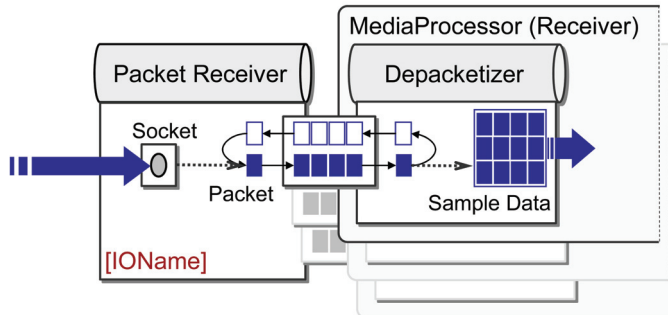 MediaProcessor (Receiver)
Packet Receiver
Depacketizer
Socket
Packet
Sample Data
[IOName]